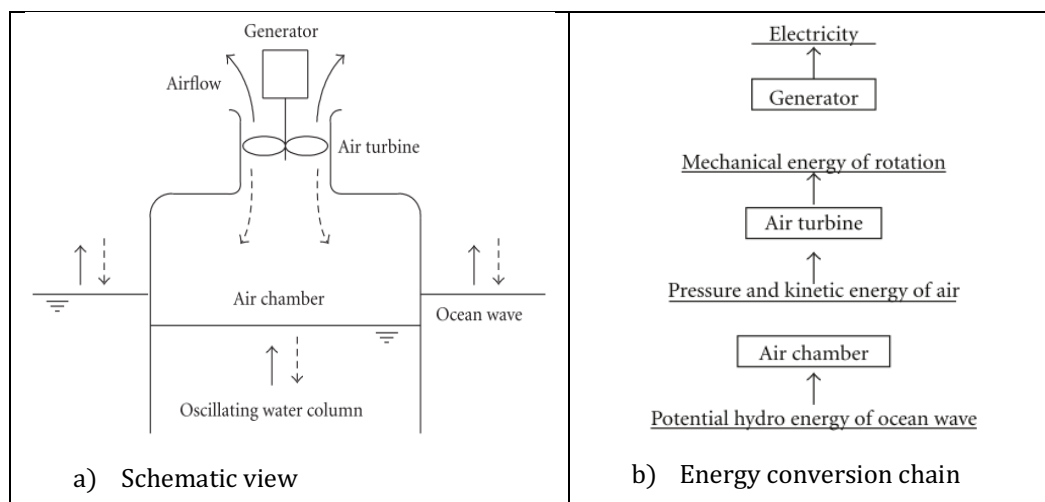 Generator
Airflow
Air turbine
Air chamber
Ocean wave
Oscillating water column
a) Schematic view
Electricity
Generator
Mechanical energy of rotation
Air turbine
Pressure and kinetic energy of air
Air chamber
Potential hydro energy of ocean wave
b) Energy conversion chain